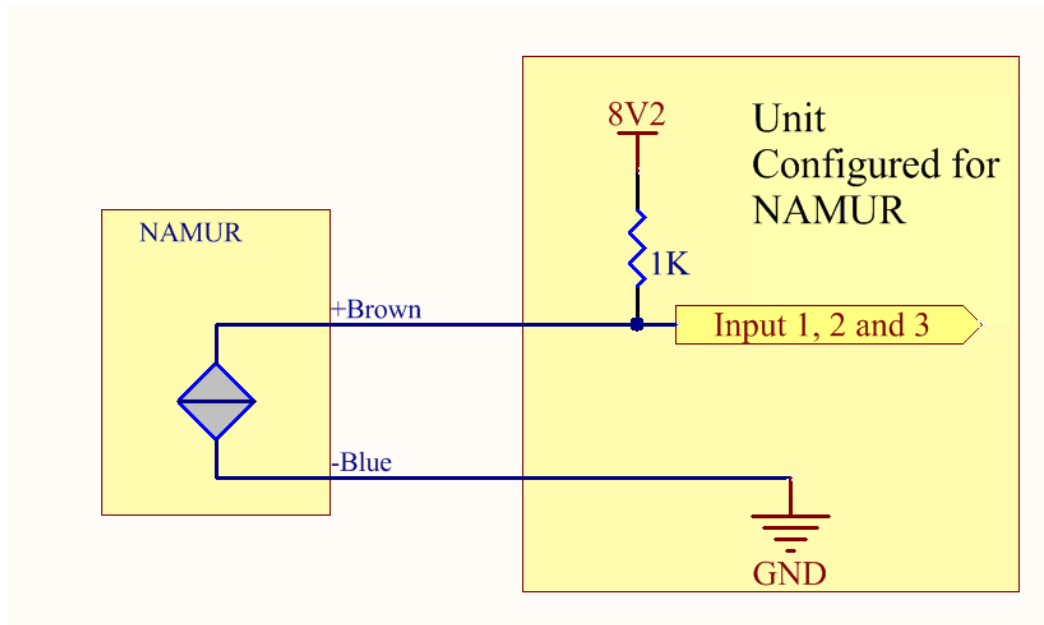 8V2
Unit
Configured for
NAMUR
NAMUR
1K
+Brown
Input 1, 2 and 3
-Blue
GND